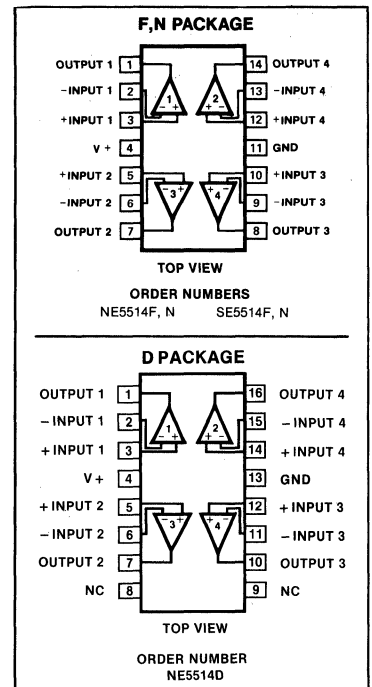 F,N PACKAGE
OUTPUT 1 1 14 OUTPUT 4
−INPUT 1 2 1 2 13 −INPUT 4
− + − +
+INPUT 1 3 12 +INPUT 4
V + 4 11 GND
+INPUT 2 5 10 +INPUT 3
− + + −
−INPUT 2 6 3 4 9 −INPUT 3
OUTPUT 2 7 8 OUTPUT 3
TOP VIEW
ORDER NUMBERS
NE5514F, N SE5514F, N
D PACKAGE
OUTPUT 1 1 16 OUTPUT 4
− INPUT 1 2 1 2 15 − INPUT 4
− + − +
+ INPUT 1 3 14 + INPUT 4
V + 4 13 GND
+ INPUT 2 5 12 + INPUT 3
− 3 + + 4 −
− INPUT 2 6 11 − INPUT 3
OUTPUT 2 7 10 OUTPUT 3
NC 8 9 NC
TOP VIEW
ORDER NUMBER
NE5514D